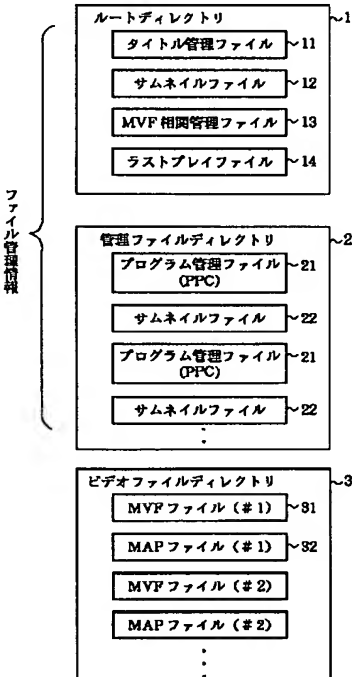 ルートディレクトリ ~1
タイトル管理ファイル ~11
サムネイルファイル ~12
MVF相関管理ファイル ~13
ラストプレイファイル ~14
ファイル管理情報
管理ファイルディレクトリ ~2
プログラム管理ファイル ~21
(PPC)
サムネイルファイル ~22
プログラム管理ファイル ~21
(PPC)
サムネイルファイル ~22
ビデオファイルディレクトリ ~3
MVFファイル(#1) ~31
MAPファイル(#1) ~32
MVFファイル(#2)
MAPファイル(#2)